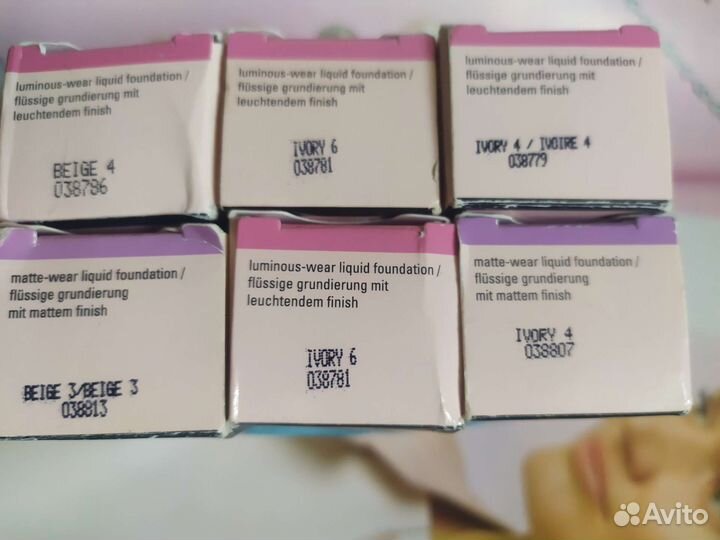 luminous-wear liquid foundation /
flüssige grundierung mit
leuchtendem finish
BEIGE 4
038786
luminous-wear liquid foundation /
flüssige grundierung mit
leuchtendem finish
IVORY 6
038781
luminous-wear liquid foundation /
flüssige grundierung mit
leuchtendem finish
IVORY 4 / IVOIRE 4
038779
matte-wear liquid foundation /
flüssige grundierung
mit mattem finish
BEIGE 3/BEIGE 3
038813
luminous-wear liquid foundation /
flüssige grundierung mit
leuchtendem finish
IVORY 6
038781
matte-wear liquid foundation /
flüssige grundierung
mit mattem finish
IVORY 4
038807
Avito